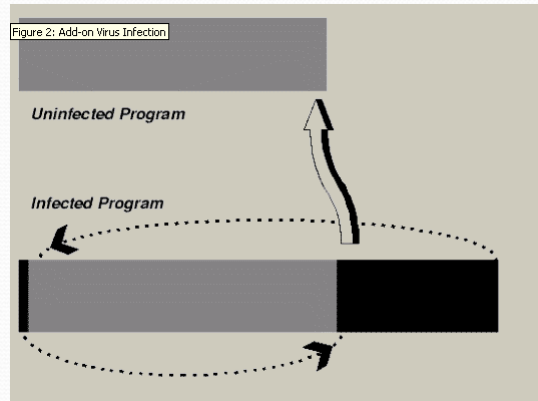 Figure 2: Add-on Virus Infection
Uninfected Program
Infected Program